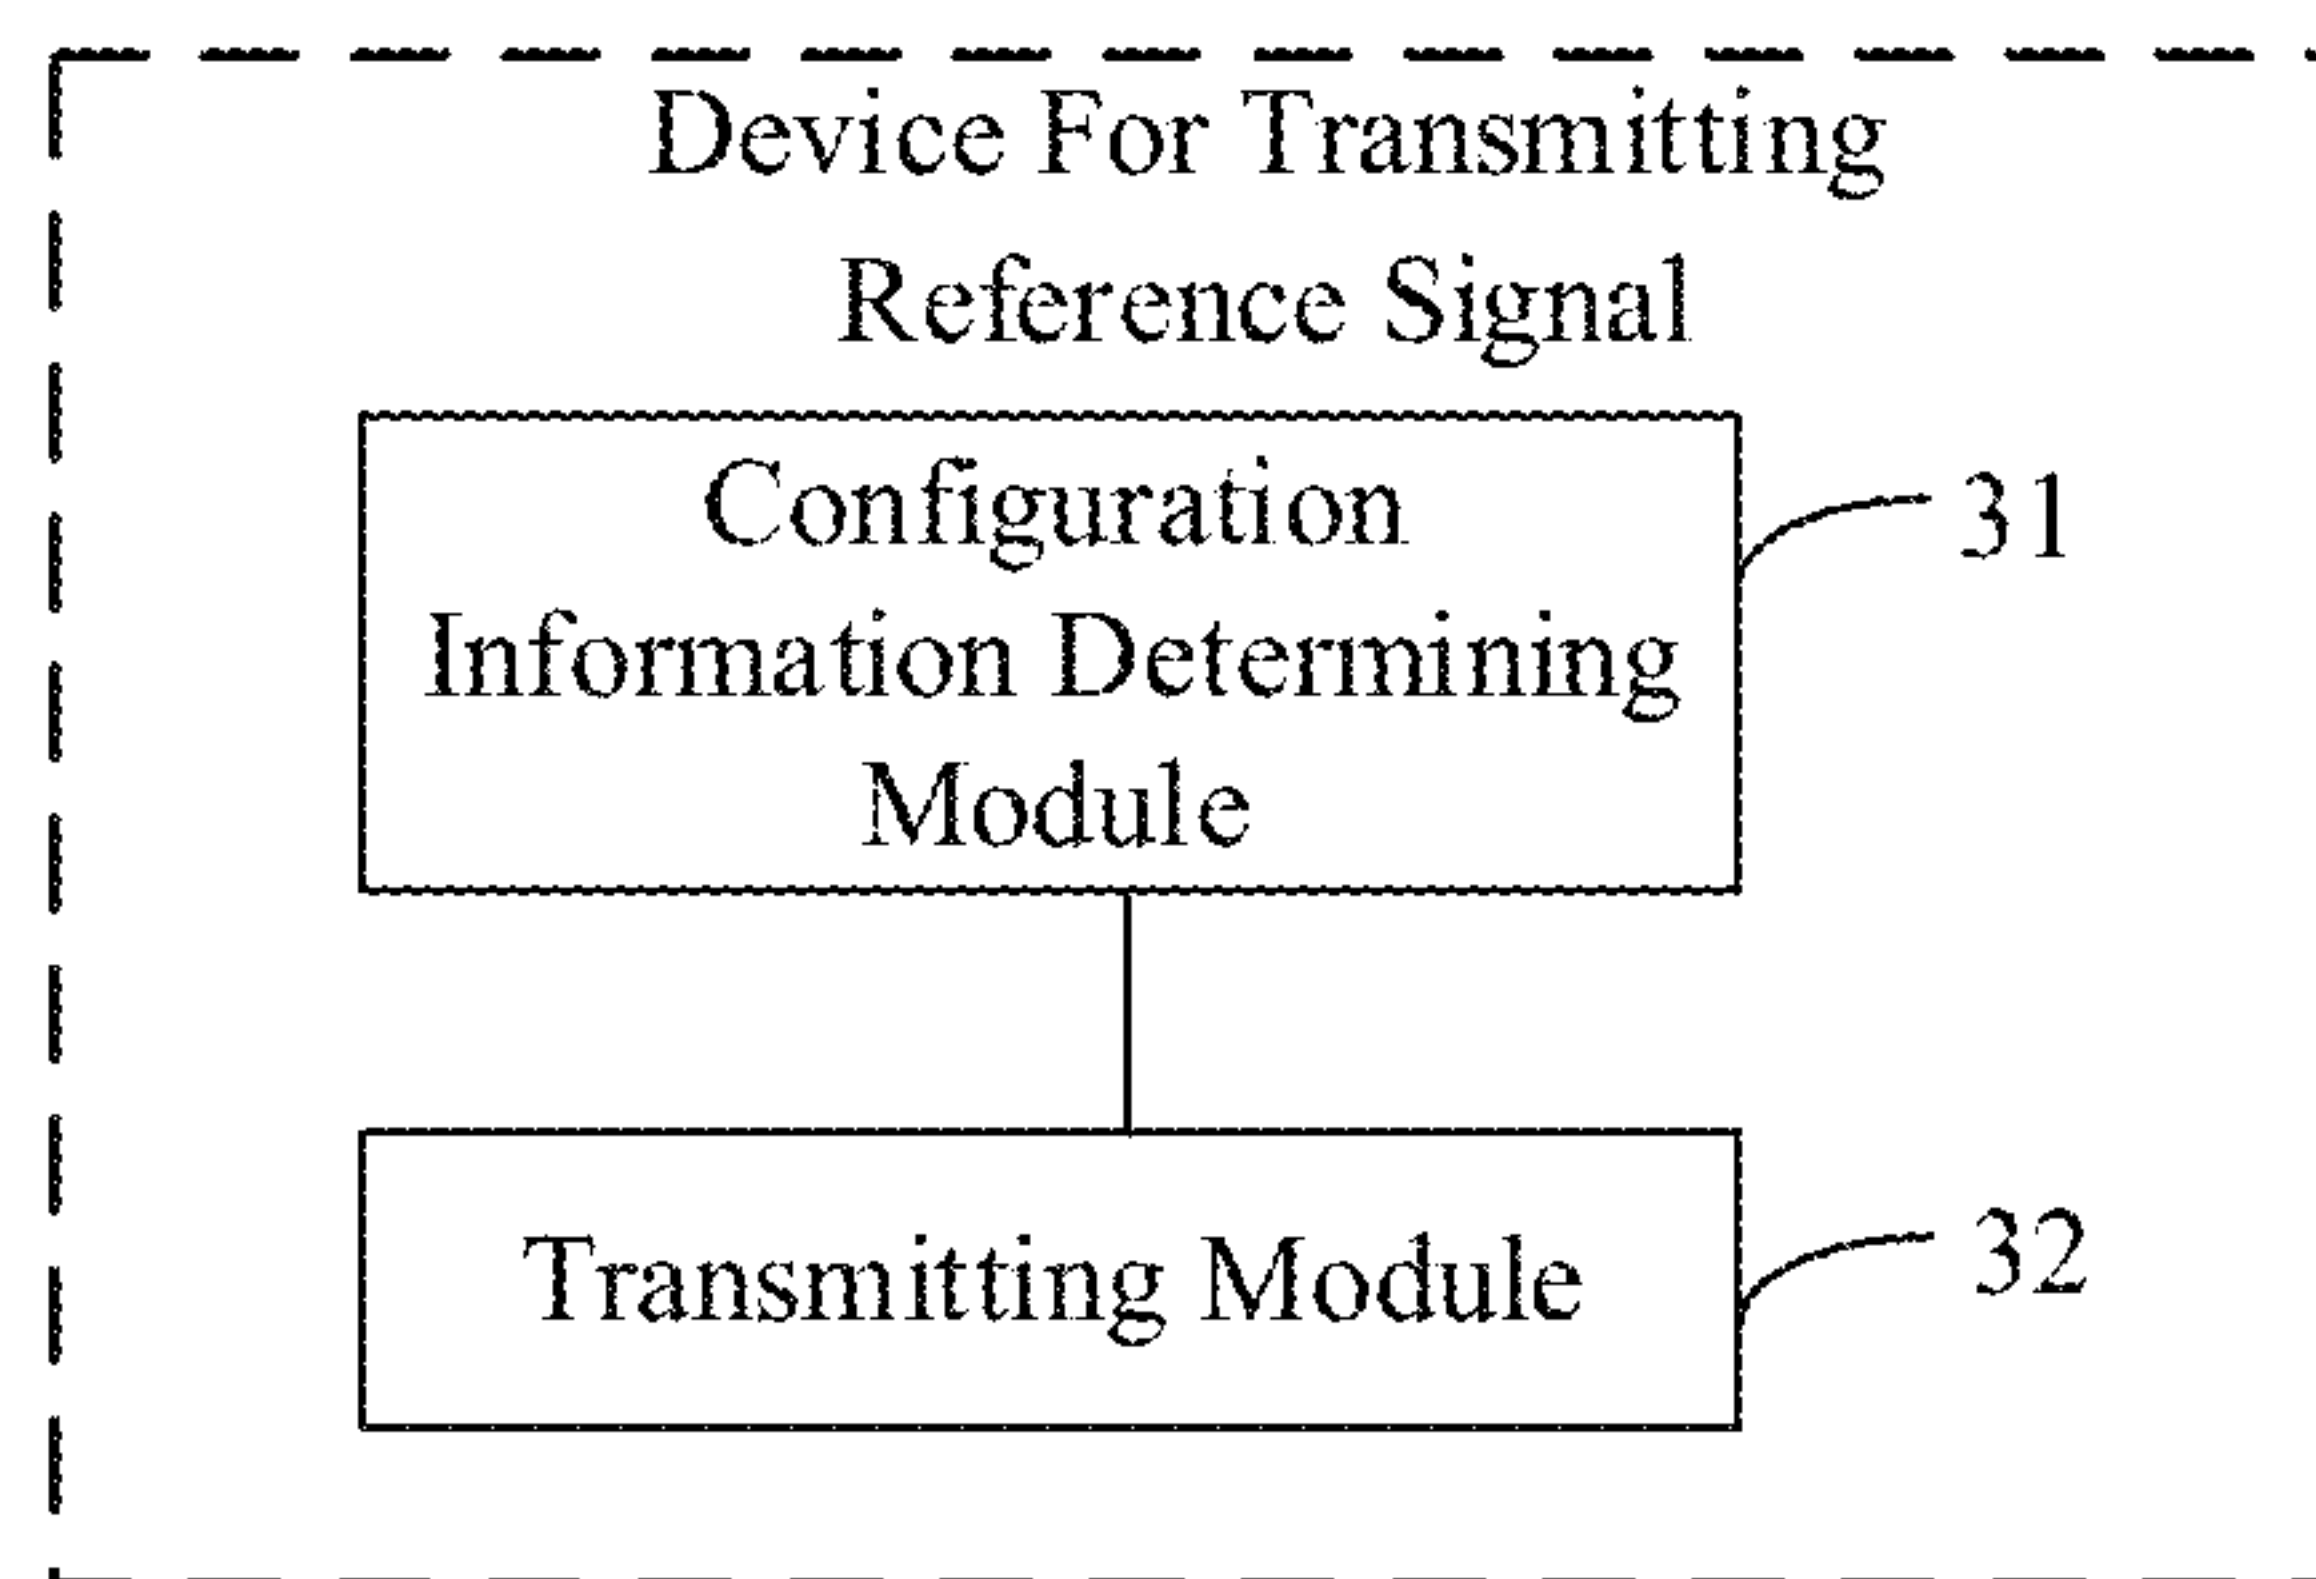 Device For Transmitting
Reference Signal
Configuration
Information Determining
Module
31
Transmitting Module
32